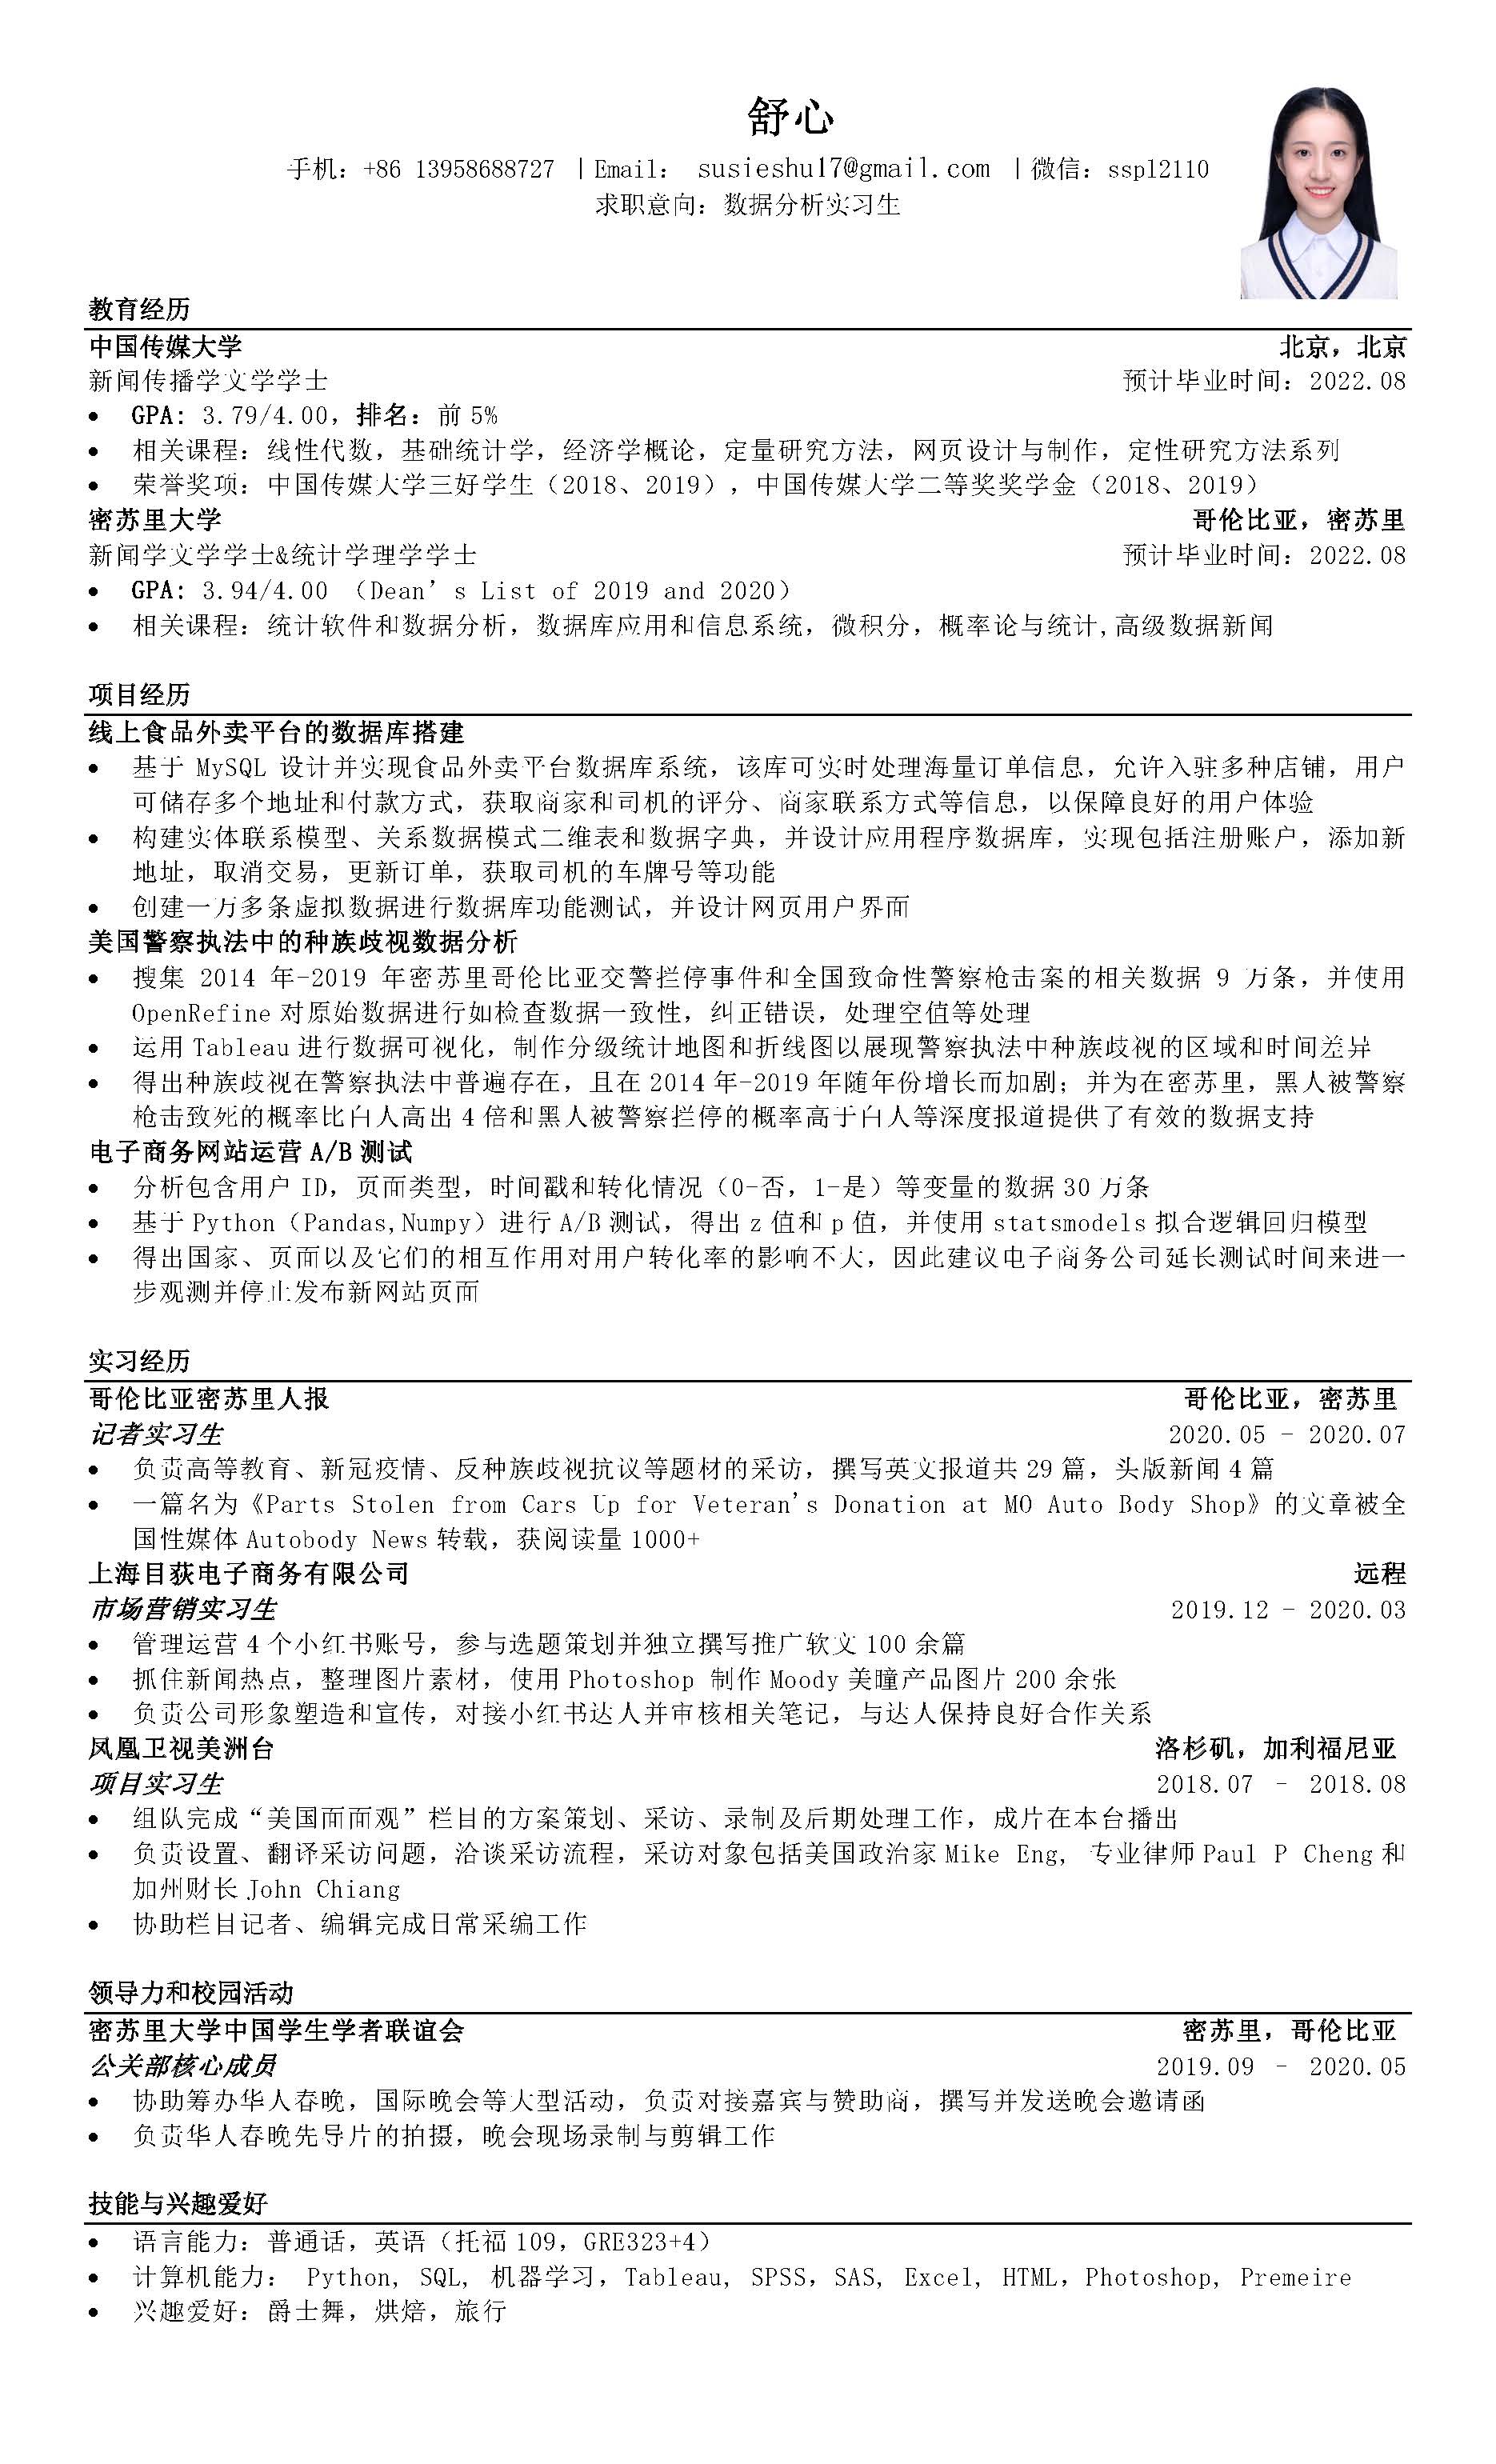 舒心
手机：+86 13958688727 |Email： susieshu17@gmail.com |微信：sspl2110
求职意向：数据分析实习生
教育经历
中国传媒大学 北京，北京
新闻传播学文学学士 预计毕业时间：2022.08
• GPA: 3.79/4.00，排名：前 5%
• 相关课程：线性代数，基础统计学，经济学概论，定量研究方法，网页设计与制作，定性研究方法系列
• 荣誉奖项：中国传媒大学三好学生（2018、2019），中国传媒大学二等奖奖学金（2018、2019）
密苏里大学 哥伦比亚，密苏里
新闻学文学学士&统计学理学学士 预计毕业时间：2022.08
• GPA: 3.94/4.00 （Dean’s List of 2019 and 2020）
• 相关课程：统计软件和数据分析，数据库应用和信息系统，微积分，概率论与统计,高级数据新闻
项目经历
线上食品外卖平台的数据库搭建
• 基于 MySQL 设计并实现食品外卖平台数据库系统，该库可实时处理海量订单信息，允许入驻多种店铺，用户
可储存多个地址和付款方式，获取商家和司机的评分、商家联系方式等信息，以保障良好的用户体验
• 构建实体联系模型、关系数据模式二维表和数据字典，并设计应用程序数据库，实现包括注册账户，添加新
地址，取消交易，更新订单，获取司机的车牌号等功能
• 创建一万多条虚拟数据进行数据库功能测试，并设计网页用户界面
美国警察执法中的种族歧视数据分析
• 搜集 2014 年-2019 年密苏里哥伦比亚交警拦停事件和全国致命性警察枪击案的相关数据 9 万条，并使用
OpenRefine 对原始数据进行如检查数据一致性，纠正错误，处理空值等处理
• 运用 Tableau 进行数据可视化，制作分级统计地图和折线图以展现警察执法中种族歧视的区域和时间差异
• 得出种族歧视在警察执法中普遍存在，且在 2014 年-2019 年随年份增长而加剧；并为在密苏里，黑人被警察
枪击致死的概率比白人高出 4 倍和黑人被警察拦停的概率高于白人等深度报道提供了有效的数据支持
电子商务网站运营 A/B 测试
• 分析包含用户 ID，页面类型，时间戳和转化情况（0-否，1-是）等变量的数据 30 万条
• 基于 Python（Pandas,Numpy）进行 A/B 测试，得出 z 值和 p 值，并使用 statsmodels 拟合逻辑回归模型
• 得出国家、页面以及它们的相互作用对用户转化率的影响不大，因此建议电子商务公司延长测试时间来进一
步观测并停止发布新网站页面
实习经历
哥伦比亚密苏里人报 哥伦比亚，密苏里
记者实习生 2020.05 - 2020.07
• 负责高等教育、新冠疫情、反种族歧视抗议等题材的采访，撰写英文报道共 29 篇，头版新闻 4 篇
• 一篇名为《Parts Stolen from Cars Up for Veteran's Donation at MO Auto Body Shop》的文章被全
国性媒体 Autobody News 转载，获阅读量 1000+
上海目荻电子商务有限公司 远程
市场营销实习生 2019.12 - 2020.03
• 管理运营 4 个小红书账号，参与选题策划并独立撰写推广软文 100 余篇
• 抓住新闻热点，整理图片素材，使用 Photoshop 制作 Moody 美瞳产品图片 200 余张
• 负责公司形象塑造和宣传，对接小红书达人并审核相关笔记，与达人保持良好合作关系
凤凰卫视美洲台 洛杉矶，加利福尼亚
项目实习生 2018.07 – 2018.08
• 组队完成“美国面面观”栏目的方案策划、采访、录制及后期处理工作，成片在本台播出
• 负责设置、翻译采访问题，洽谈采访流程，采访对象包括美国政治家 Mike Eng, 专业律师 Paul P Cheng 和
加州财长 John Chiang
• 协助栏目记者、编辑完成日常采编工作
领导力和校园活动
密苏里大学中国学生学者联谊会 密苏里，哥伦比亚
公关部核心成员 2019.09 – 2020.05
• 协助筹办华人春晚，国际晚会等大型活动，负责对接嘉宾与赞助商，撰写并发送晚会邀请函
• 负责华人春晚先导片的拍摄，晚会现场录制与剪辑工作
技能与兴趣爱好
• 语言能力：普通话，英语（托福 109，GRE323+4）
• 计算机能力： Python, SQL, 机器学习，Tableau, SPSS，SAS, Excel, HTML，Photoshop, Premeire
• 兴趣爱好：爵士舞，烘焙，旅行